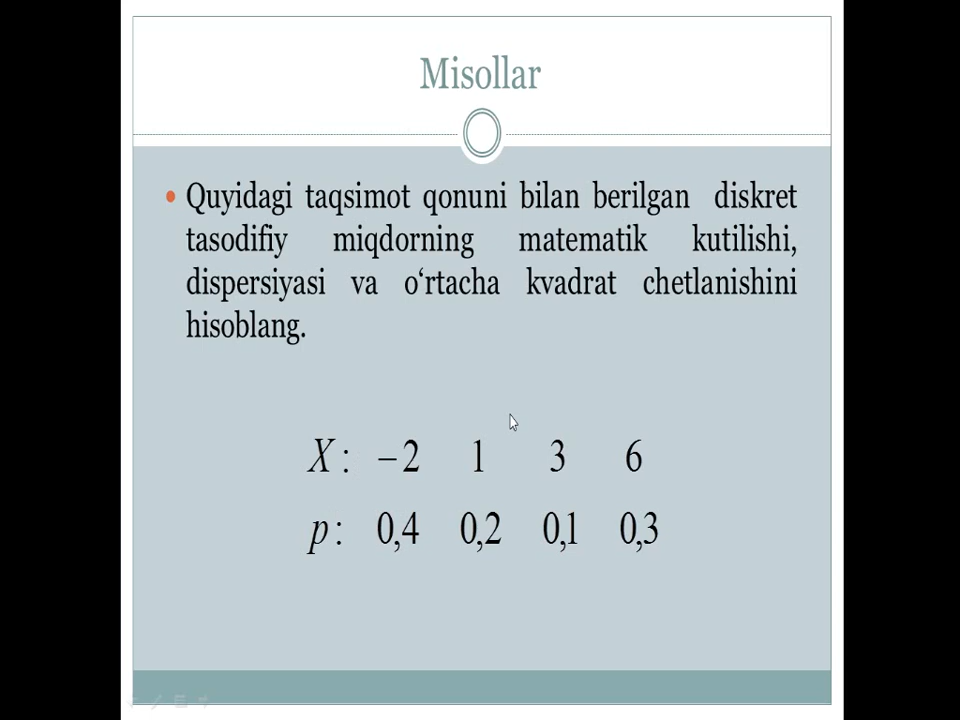 Misollar
Quyidagi taqsimot qonuni bilan berilgan diskret
tasodifiy miqdorning matematik kutilishi,
dispersiyasi va o‘rtacha kvadrat chetlanishini
hisoblang.
X: −2 1 3 6
p: 0,4 0,2 0,1 0,3